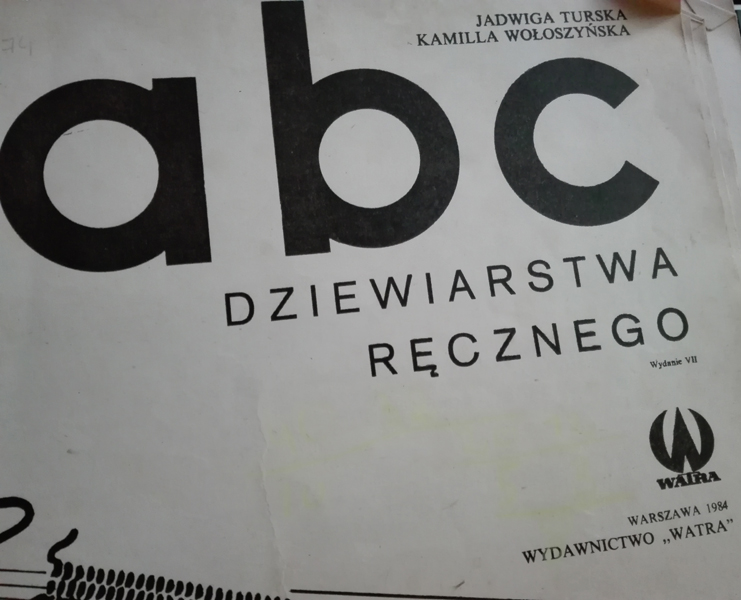 JADWIGA TURSKA
KAMILLA WOŁOSZYŃSKA
abc
DZIEWIARSTWA
RĘCZNEGO
Wydanie VII
WATRA
WARSZAWA 1984
WYDAWNICTWO „WATRA”